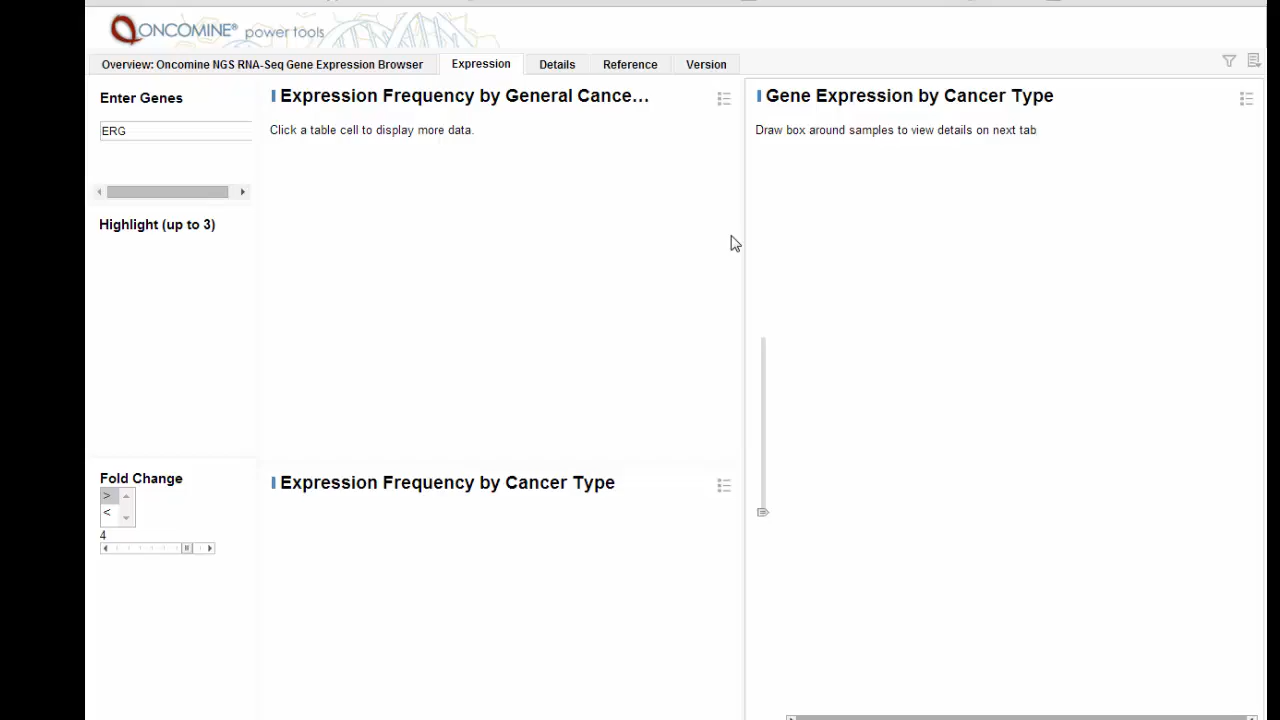 ONCOMINE® power tools
Overview: Oncomine NGS RNA-Seq Gene Expression Browser
Expression
Details
Reference
Version
Enter Genes
ERG
Highlight (up to 3)
Fold Change
>
<
4
Expression Frequency by General Cance...
Click a table cell to display more data.
Expression Frequency by Cancer Type
Gene Expression by Cancer Type
Draw box around samples to view details on next tab